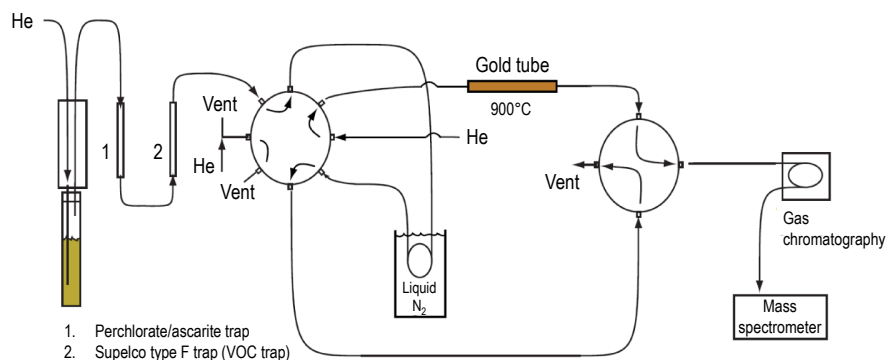 He
Gold tube
900°C
Vent
1
2
He
He
Vent
Vent
Liquid
N2
Gas
chromatography
Mass
spectrometer
1. Perchlorate/ascarite trap
2. Supelco type F trap (VOC trap)